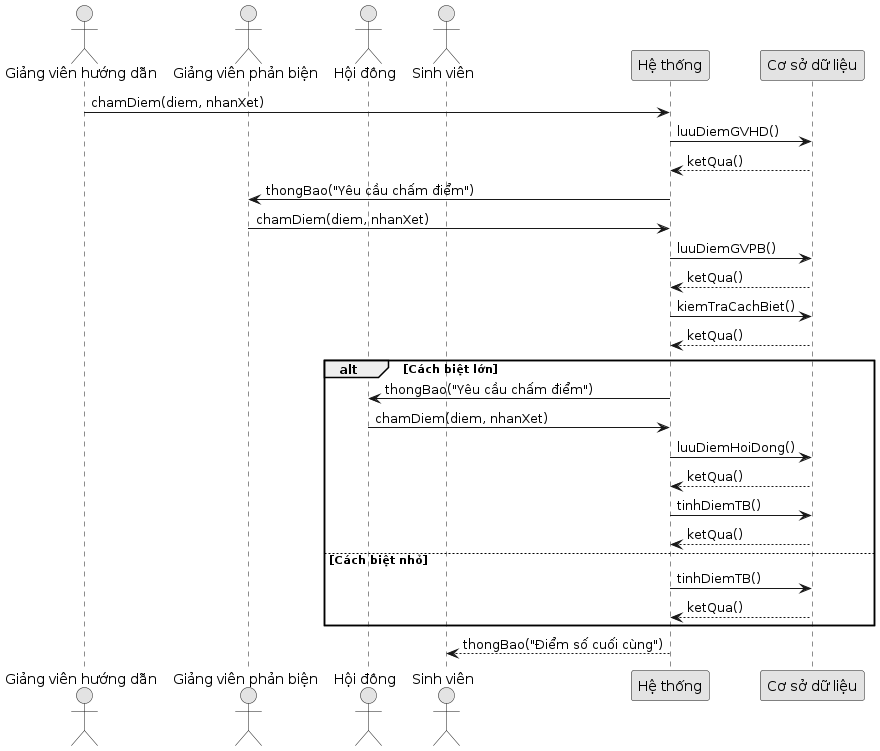 Giảng viên hướng dẫn
Giảng viên phản biện
Hội đồng
Sinh viên
Hệ thống
Cơ sở dữ liệu
chamDiem(diem, nhanXet)
luuDiemGVHD()
ketQua()
thongBao("Yêu cầu chấm điểm")
chamDiem(diem, nhanXet)
luuDiemGVPB()
ketQua()
kiemTraCachBiet()
ketQua()
alt [Cách biệt lớn]
thongBao("Yêu cầu chấm điểm")
chamDiem(diem, nhanXet)
luuDiemHoiDong()
ketQua()
tinhDiemTB()
ketQua()
[Cách biệt nhỏ]
tinhDiemTB()
ketQua()
thongBao("Điểm số cuối cùng")
Giảng viên hướng dẫn
Giảng viên phản biện
Hội đồng
Sinh viên
Hệ thống
Cơ sở dữ liệu